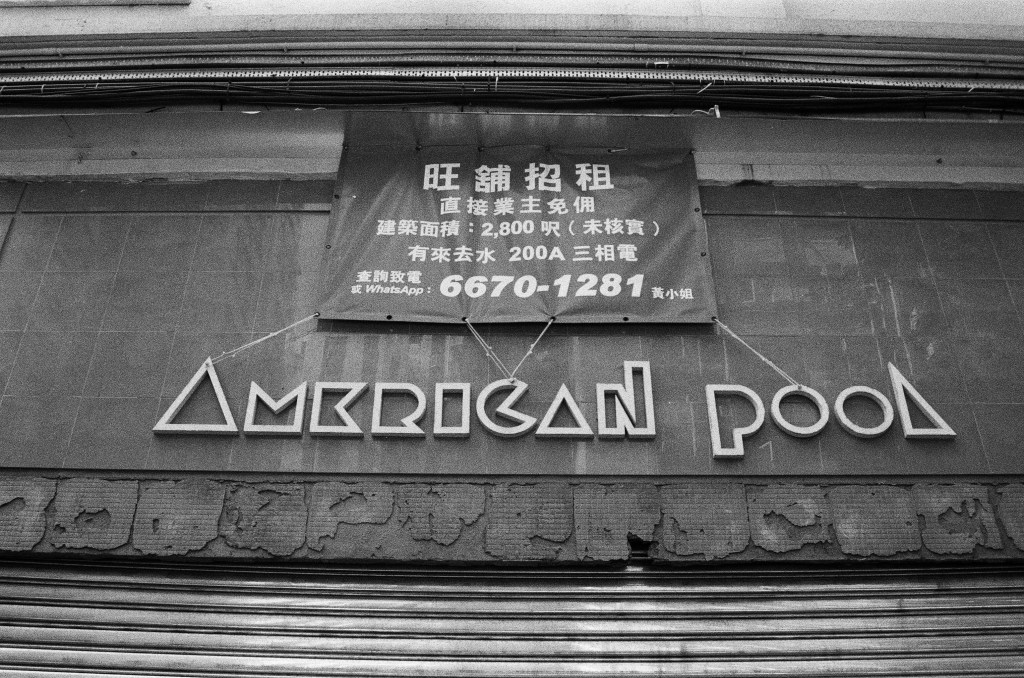 旺舖招租
直接業主免佣
建築面積：2,800 呎（未核實）
有來去水 200A 三相電
查詢致電
或 WhatsApp： 6670-1281 黃小姐
AMERICAN POOL